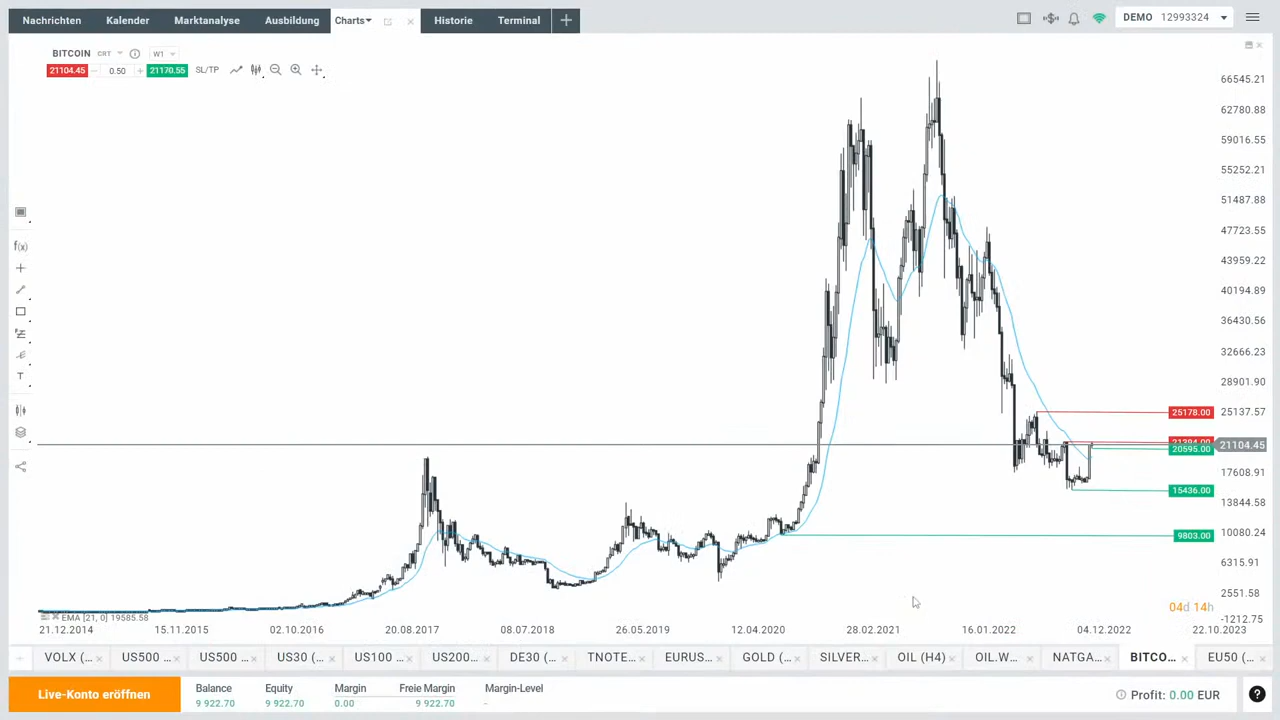 Nachrichten Kalender Marktanalyse Ausbildung Charts Historie Terminal
DEMO 12993324
BITCOIN CRT W1
21104.45 0.50 21170.55 SL/TP
66545.21
62780.88
59016.55
55252.21
51487.88
47723.55
43959.22
40194.89
36430.56
32666.23
28901.90
25178.00 25137.57
21104.45
20595.00
17608.91
15436.00
13844.58
9803.00 10080.24
6315.91
2551.58
-1212.75
f(x)
T
EMA [21, 0] 19585.58
04d 14h
21.12.2014 15.11.2015 02.10.2016 20.08.2017 08.07.2018 26.05.2019 12.04.2020 28.02.2021 16.01.2022 04.12.2022 22.10.2023
VOLX (... US500 ... US500 ... US30 (... US100 ... US200... DE30 (... TNOTE... EURUS... GOLD (... SILVER... OIL (H4) OIL.W... NATGA... BITCO... EU50 (...
Live-Konto eröffnen
Balance Equity Margin Freie Margin Margin-Level
9 922.70 9 922.70 0.00 9 922.70 -
Profit: 0.00 EUR